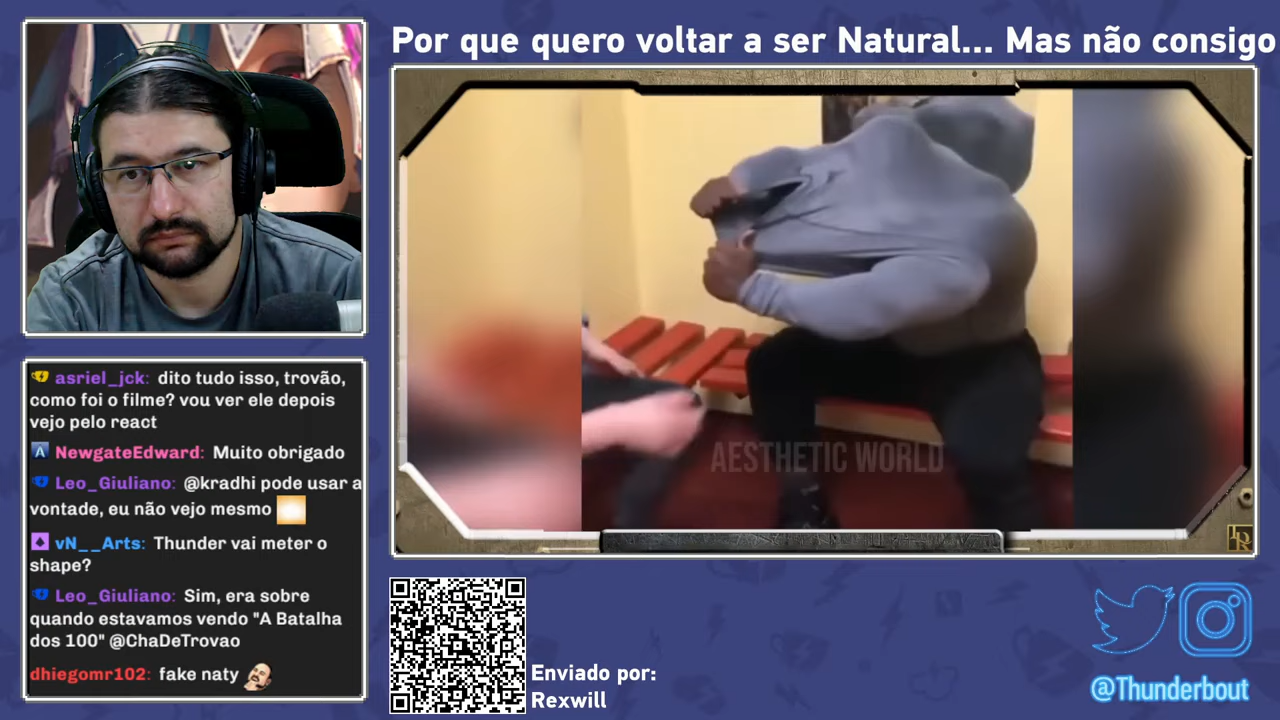 Por que quero voltar a ser Natural... Mas não consigo
AESTHETIC WORLD
asriel_jck: dito tudo isso, trovão,
como foi o filme? vou ver ele depois
vejo pelo react
NewgateEdward: Muito obrigado
Leo_Giuliano: @kradhi pode usar a
vontade, eu não vejo mesmo
vN__Arts: Thunder vai meter o
shape?
Leo_Giuliano: Sim, era sobre
quando estavamos vendo "A Batalha
dos 100" @ChaDeTrovao
dhiegomr102: fake naty
Enviado por:
Rexwill
@Thunderbout